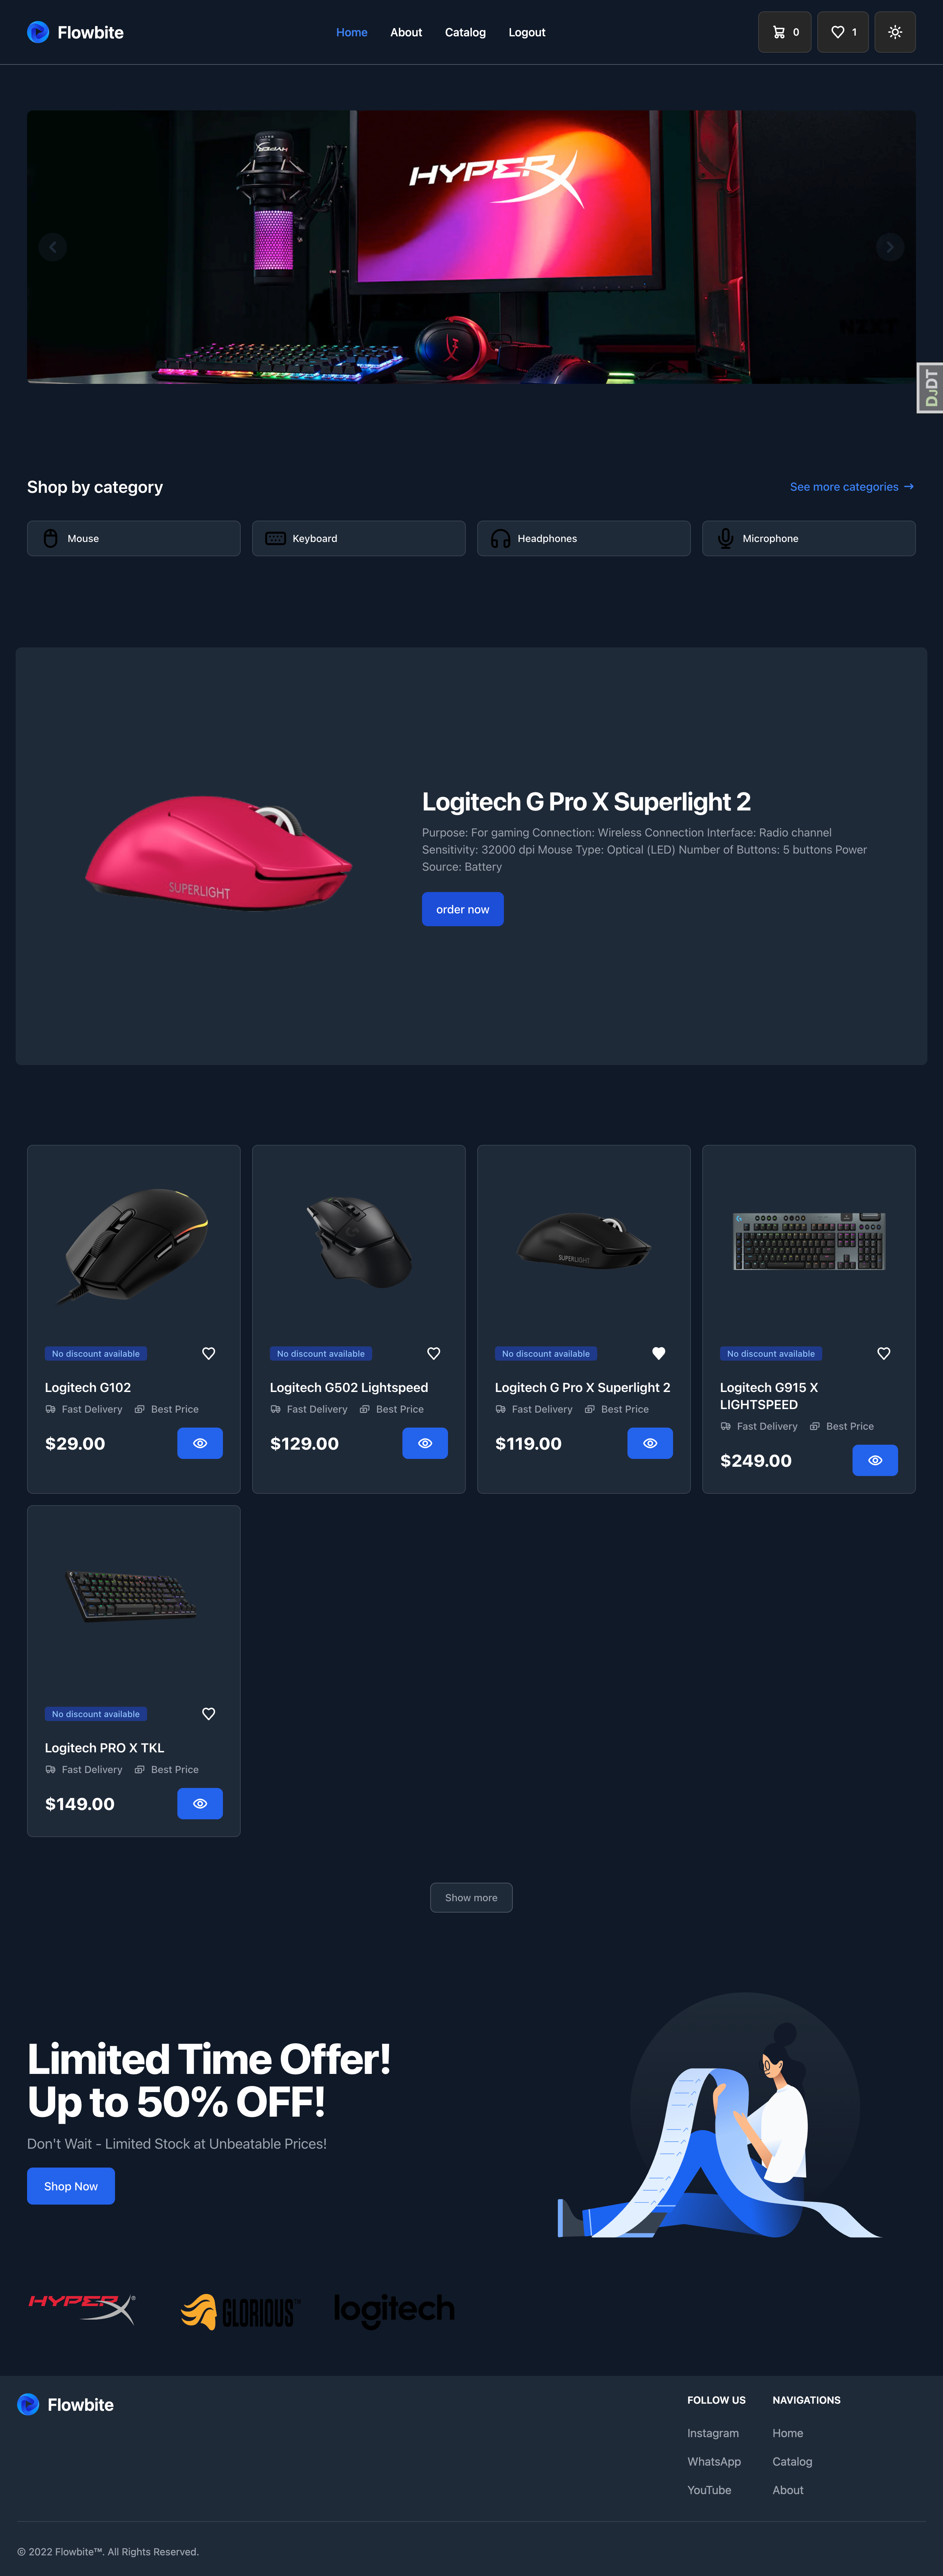 Flowbite
Home About Catalog Logout
0
1
HYPERX
HYPERX
DJDT
Shop by category
See more categories →
Mouse
Keyboard
Headphones
Microphone
SUPERLIGHT
Logitech G Pro X Superlight 2
Purpose: For gaming Connection: Wireless Connection Interface: Radio channel
Sensitivity: 32000 dpi Mouse Type: Optical (LED) Number of Buttons: 5 buttons Power
Source: Battery
order now
No discount available
Logitech G102
Fast Delivery Best Price
$29.00
No discount available
Logitech G502 Lightspeed
Fast Delivery Best Price
$129.00
SUPERLIGHT
No discount available
Logitech G Pro X Superlight 2
Fast Delivery Best Price
$119.00
No discount available
Logitech G915 X
LIGHTSPEED
Fast Delivery Best Price
$249.00
No discount available
Logitech PRO X TKL
Fast Delivery Best Price
$149.00
Show more
Limited Time Offer!
Up to 50% OFF!
Don't Wait - Limited Stock at Unbeatable Prices!
Shop Now
HYPERX®
GLORIOUS™
logitech
Flowbite
FOLLOW US
Instagram
WhatsApp
YouTube
NAVIGATIONS
Home
Catalog
About
© 2022 Flowbite™. All Rights Reserved.